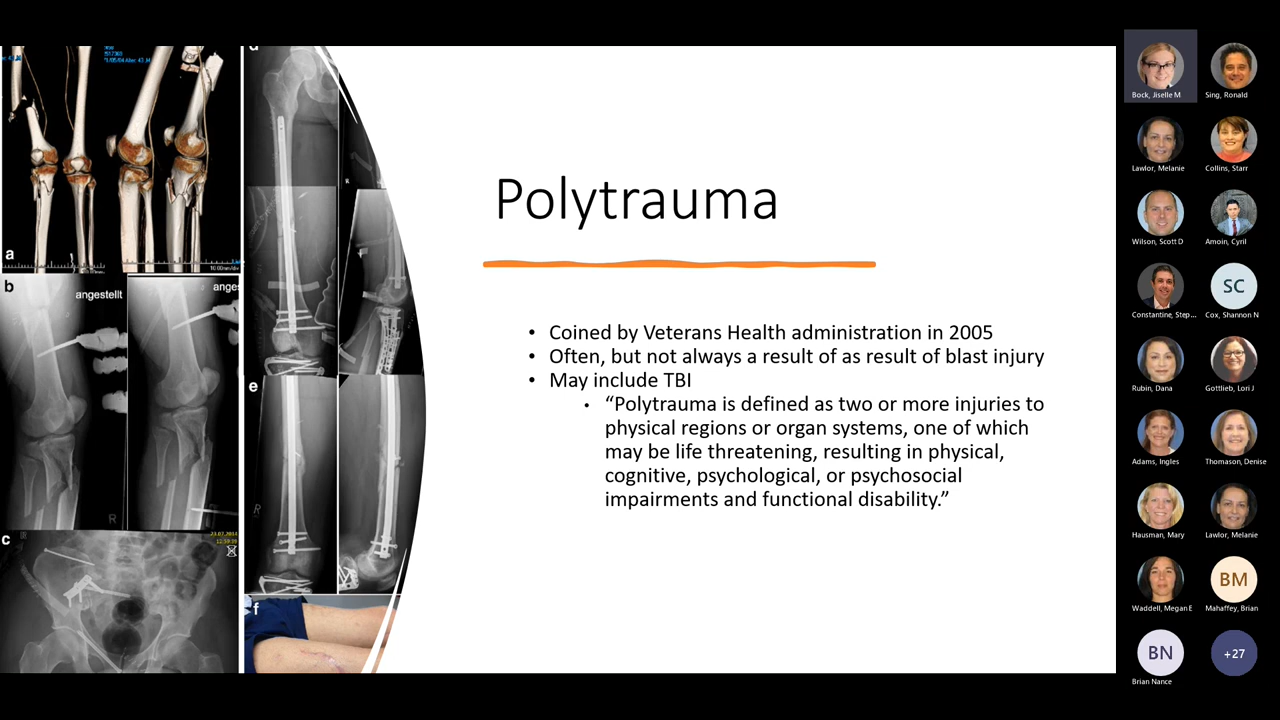 a
b
angestellt
c
R
d
R
e
R
f
Polytrauma
• Coined by Veterans Health administration in 2005
• Often, but not always a result of as result of blast injury
• May include TBI
• “Polytrauma is defined as two or more injuries to
physical regions or organ systems, one of which
may be life threatening, resulting in physical,
cognitive, psychological, or psychosocial
impairments and functional disability.”
Bock, Jiselle M
Sing, Ronald
Lawlor, Melanie
Collins, Starr
Wilson, Scott D
Amoin, Cyril
Constantine, Step...
SC
Cox, Shannon N
Rubin, Dana
Gottlieb, Lori J
Adams, Ingles
Thomason, Denise
Hausman, Mary
Lawlor, Melanie
Waddell, Megan E
BM
Mahaffey, Brian
BN
Brian Nance
+27